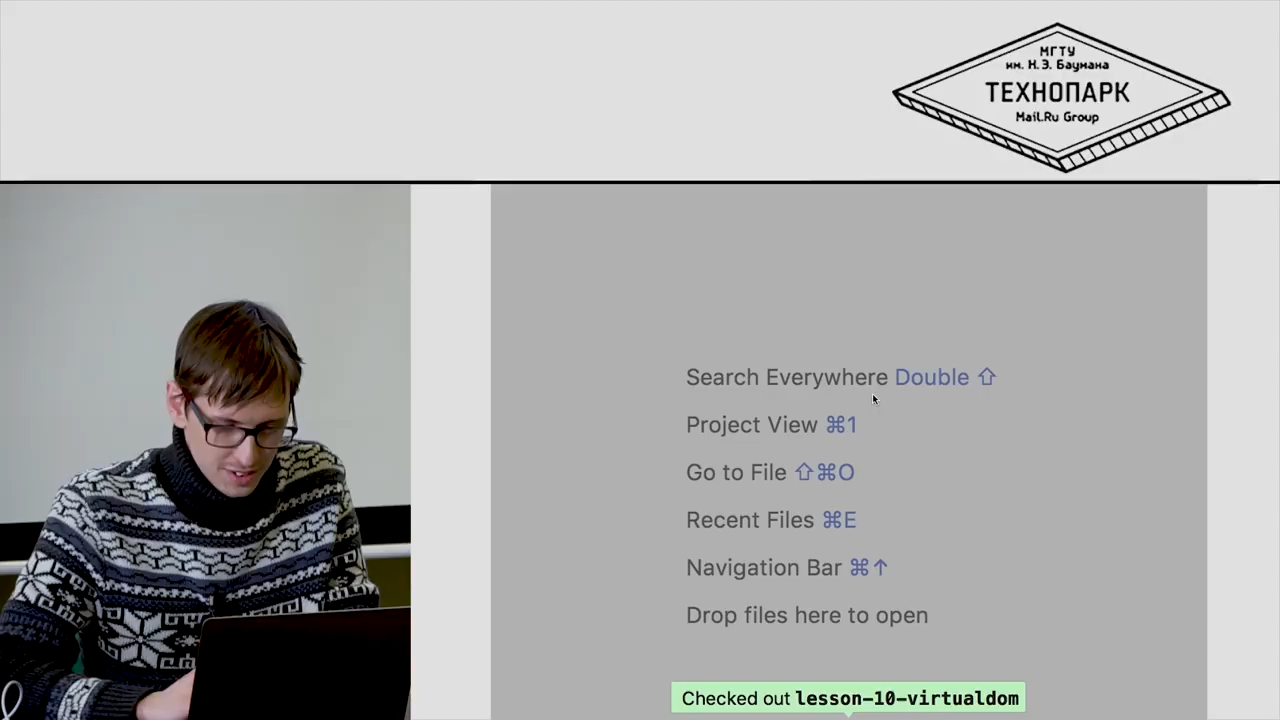 МГТУ
им. Н.Э. Баумана
ТЕХНОПАРК
Mail.Ru Group
Search Everywhere Double ⇧
Project View ⌘1
Go to File ⇧⌘O
Recent Files ⌘E
Navigation Bar ⌘↑
Drop files here to open
Checked out lesson-10-virtualdom